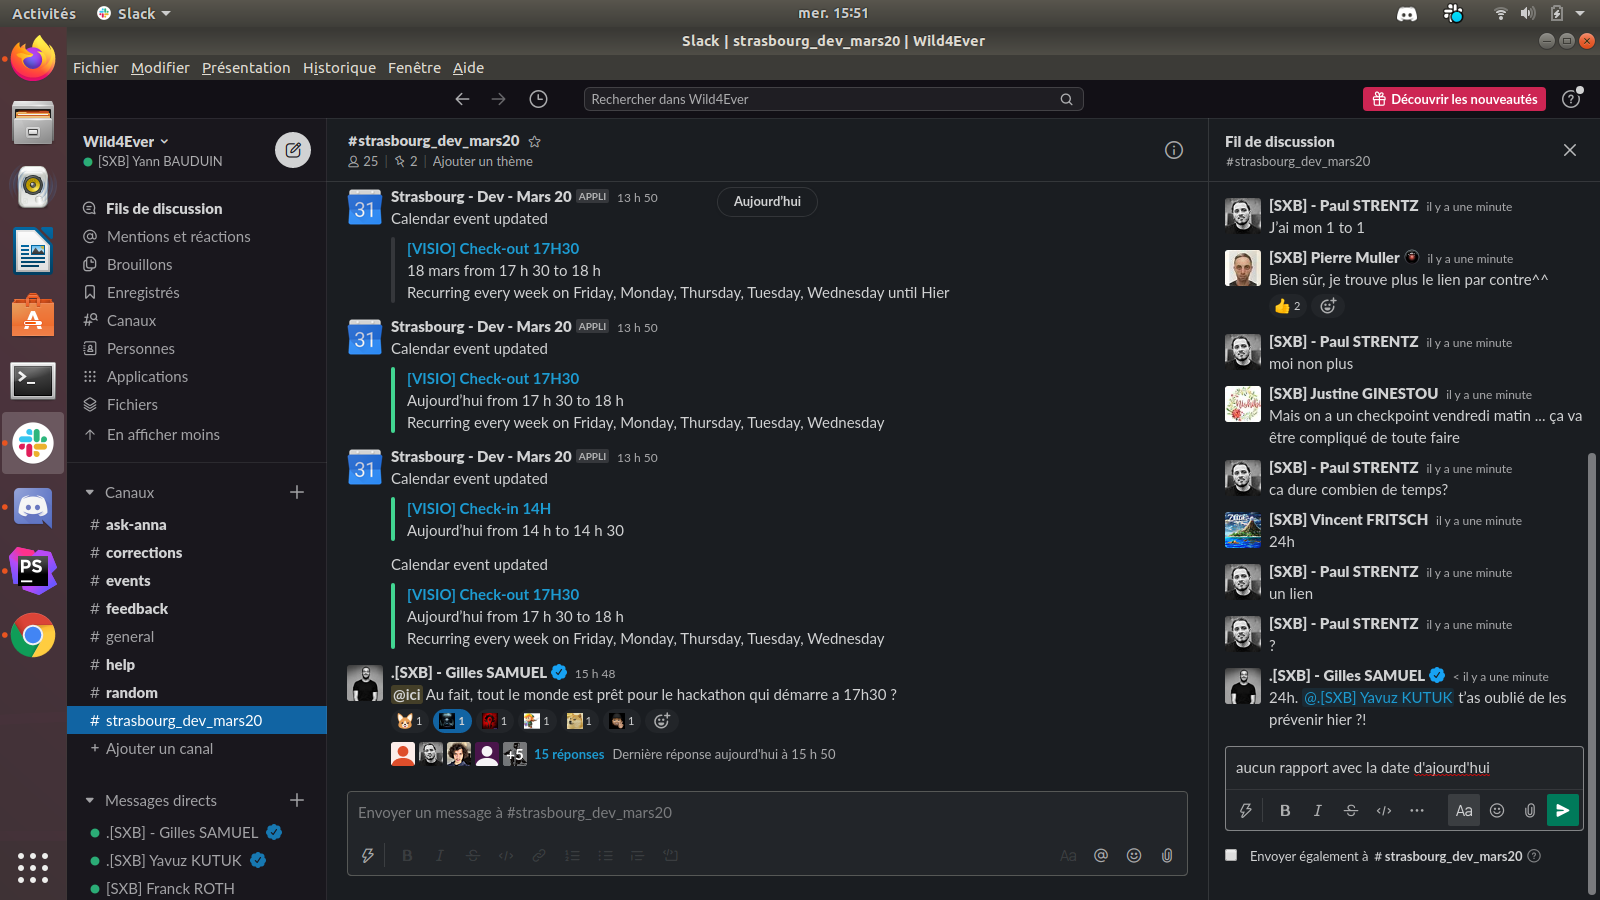 Activités
Slack
mer. 15:51
Slack | strasbourg_dev_mars20 | Wild4Ever
Fichier Modifier Présentation Historique Fenêtre Aide
Rechercher dans Wild4Ever
Découvrir les nouveautés
Wild4Ever
[SXB] Yann BAUDUIN
Fils de discussion
Mentions et réactions
Brouillons
Enregistrés
Canaux
Personnes
Applications
Fichiers
En afficher moins
Canaux
# ask-anna
# corrections
# events
# feedback
# general
# help
# random
# strasbourg_dev_mars20
+ Ajouter un canal
Messages directs
.[SXB] - Gilles SAMUEL
.[SXB] Yavuz KUTUK
[SXB] Franck ROTH
#strasbourg_dev_mars20
25 | 2 | Ajouter un thème
Aujourd’hui
31
Strasbourg - Dev - Mars 20 APPLI 13 h 50
Calendar event updated
[VISIO] Check-out 17H30
18 mars from 17 h 30 to 18 h
Recurring every week on Friday, Monday, Thursday, Tuesday, Wednesday until Hier
31
Strasbourg - Dev - Mars 20 APPLI 13 h 50
Calendar event updated
[VISIO] Check-out 17H30
Aujourd’hui from 17 h 30 to 18 h
Recurring every week on Friday, Monday, Thursday, Tuesday, Wednesday
31
Strasbourg - Dev - Mars 20 APPLI 13 h 50
Calendar event updated
[VISIO] Check-in 14H
Aujourd’hui from 14 h to 14 h 30
Calendar event updated
[VISIO] Check-out 17H30
Aujourd’hui from 17 h 30 to 18 h
Recurring every week on Friday, Monday, Thursday, Tuesday, Wednesday
.[SXB] - Gilles SAMUEL 15 h 48
@ici Au fait, tout le monde est prêt pour le hackathon qui démarre a 17h30 ?
1 1 1 1 1 1
+5 15 réponses Dernière réponse aujourd’hui à 15 h 50
Envoyer un message à #strasbourg_dev_mars20
B I S </> Aa @
Fil de discussion
#strasbourg_dev_mars20
[SXB] - Paul STRENTZ il y a une minute
J’ai mon 1 to 1
[SXB] Pierre Muller il y a une minute
Bien sûr, je trouve plus le lien par contre^^
2
[SXB] - Paul STRENTZ il y a une minute
moi non plus
[SXB] Justine GINESTOU il y a une minute
Mais on a un checkpoint vendredi matin ... ça va
être compliqué de toute faire
[SXB] - Paul STRENTZ il y a une minute
ca dure combien de temps?
[SXB] Vincent FRITSCH il y a une minute
24h
[SXB] - Paul STRENTZ il y a une minute
un lien
[SXB] - Paul STRENTZ il y a une minute
?
.[SXB] - Gilles SAMUEL < il y a une minute
24h. @.[SXB] Yavuz KUTUK t’as oublié de les
prévenir hier ?!
aucun rapport avec la date d'ajourd'hui
B I S </> Aa
Envoyer également à # strasbourg_dev_mars20
PS